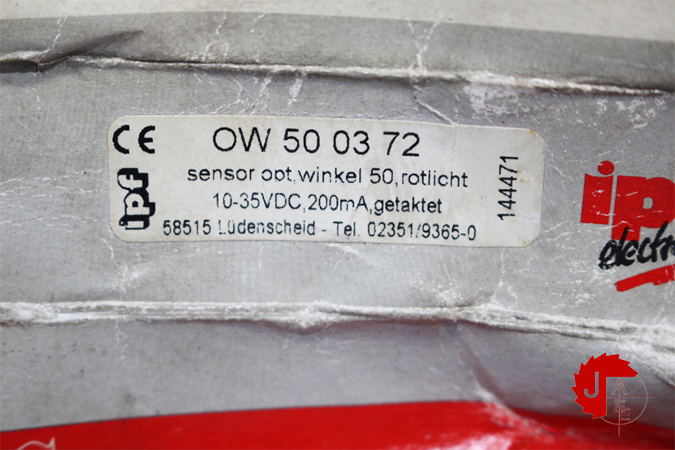 CE OW 50 03 72
ipf sensor opt,winkel 50,rotlicht
10-35VDC,200mA,getaktet
58515 Lüdenscheid - Tel. 02351/9365-0
144471
ip
electr
J